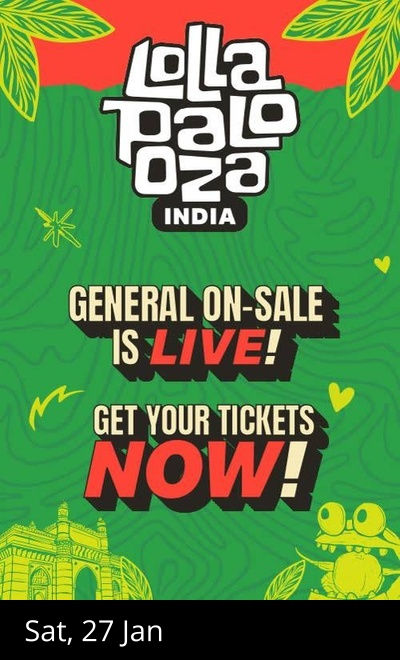 Lolla
Palo
oza
INDIA
GENERAL ON-SALE
IS LIVE!
GET YOUR TICKETS
NOW!
Sat, 27 Jan